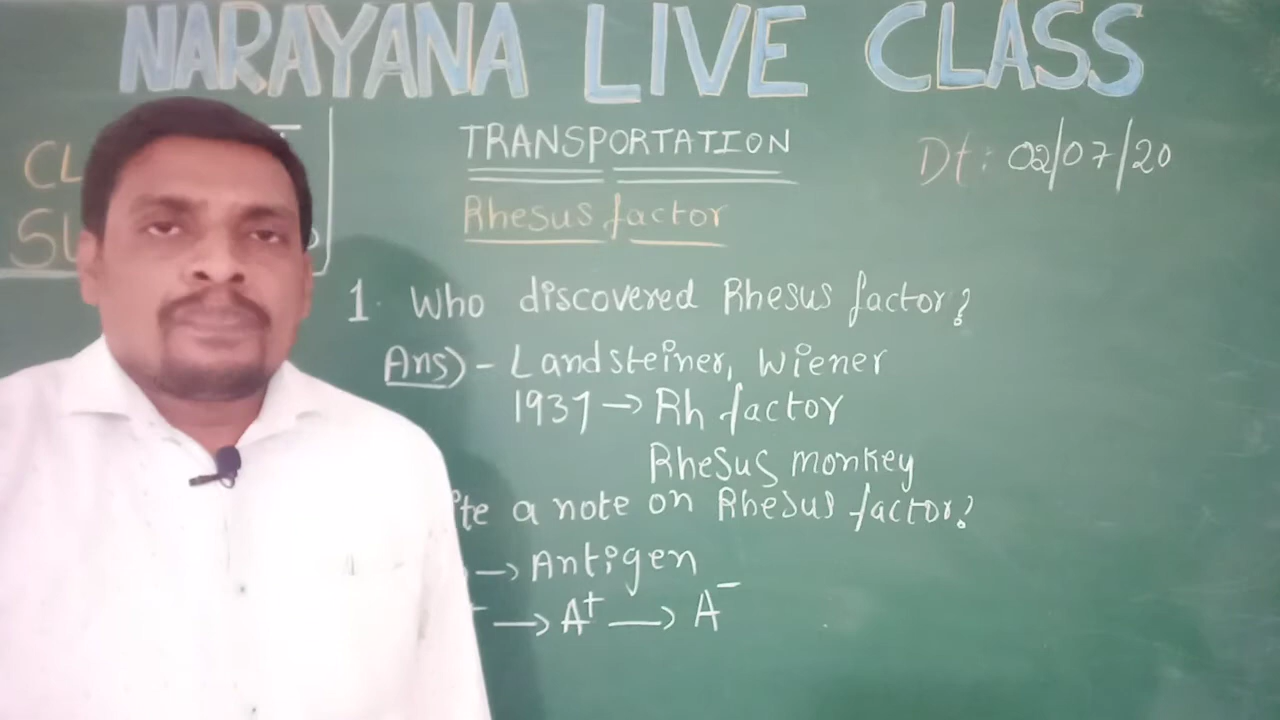 NARAYANA LIVE CLASS
TRANSPORTATION
Dt: 02/07/20
Rhesus factor
1. Who discovered Rhesus factor?
Ans) - Landsteiner, Wiener
1937 → Rh factor
Rhesus monkey
a note on Rhesus factor?
→ Antigen
→ A+ → A-